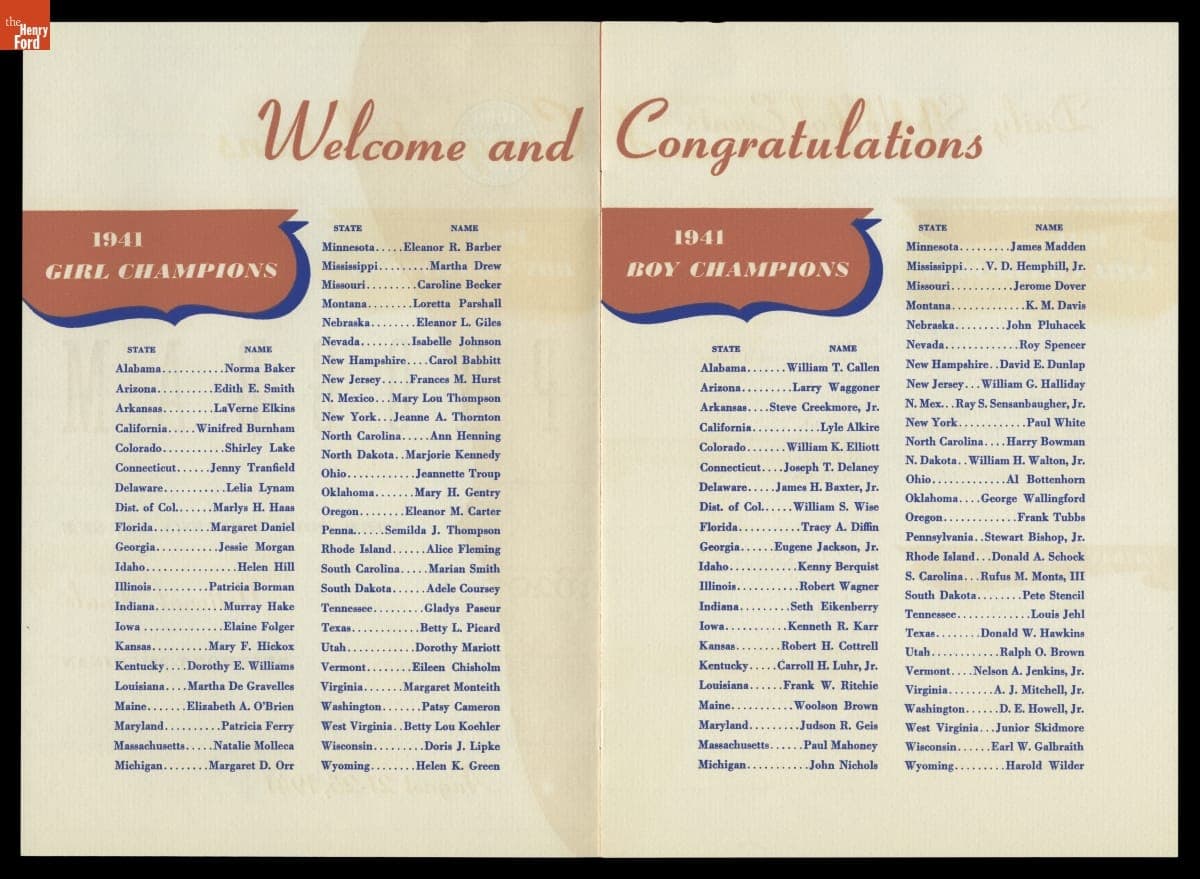 the
Henry
Ford
Welcome and Congratulations
1941
GIRL CHAMPIONS
STATE NAME
Alabama..........Norma Baker
Arizona.........Edith E. Smith
Arkansas........LaVerne Elkins
California.....Winifred Burnham
Colorado..........Shirley Lake
Connecticut......Jenny Tranfield
Delaware..........Lelia Lynam
Dist. of Col......Marlys H. Haas
Florida.........Margaret Daniel
Georgia..........Jessie Morgan
Idaho...............Helen Hill
Illinois.........Patricia Borman
Indiana...........Murray Hake
Iowa .............Elaine Folger
Kansas.........Mary F. Hickox
Kentucky...Dorothy E. Williams
Louisiana....Martha De Gravelles
Maine......Elizabeth A. O'Brien
Maryland.........Patricia Ferry
Massachusetts.....Natalie Molleca
Michigan.......Margaret D. Orr
STATE NAME
Minnesota.....Eleanor R. Barber
Mississippi........Martha Drew
Missouri........Caroline Becker
Montana.......Loretta Parshall
Nebraska.......Eleanor L. Giles
Nevada.........Isabelle Johnson
New Hampshire....Carol Babbitt
New Jersey.....Frances M. Hurst
N. Mexico...Mary Lou Thompson
New York...Jeanne A. Thornton
North Carolina.....Ann Henning
North Dakota..Marjorie Kennedy
Ohio............Jeannette Troup
Oklahoma.......Mary H. Gentry
Oregon........Eleanor M. Carter
Penna.....Semilda J. Thompson
Rhode Island......Alice Fleming
South Carolina.....Marian Smith
South Dakota......Adele Coursey
Tennessee.........Gladys Paseur
Texas............Betty L. Picard
Utah...........Dorothy Mariott
Vermont.......Eileen Chisholm
Virginia.......Margaret Monteith
Washington.......Patsy Cameron
West Virginia..Betty Lou Koehler
Wisconsin.........Doris J. Lipke
Wyoming........Helen K. Green
1941
BOY CHAMPIONS
STATE NAME
Alabama.......William T. Callen
Arizona.........Larry Waggoner
Arkansas....Steve Creekmore, Jr.
California............Lyle Alkire
Colorado.......William K. Elliott
Connecticut....Joseph T. Delaney
Delaware.....James H. Baxter, Jr.
Dist. of Col......William S. Wise
Florida...........Tracy A. Diffin
Georgia......Eugene Jackson, Jr.
Idaho............Kenny Berquist
Illinois...........Robert Wagner
Indiana.........Seth Eikenberry
Iowa...........Kenneth R. Karr
Kansas........Robert H. Cottrell
Kentucky.....Carroll H. Luhr, Jr.
Louisiana......Frank W. Ritchie
Maine...........Woolson Brown
Maryland.........Judson R. Geis
Massachusetts......Paul Mahoney
Michigan...........John Nichols
STATE NAME
Minnesota.........James Madden
Mississippi....V. D. Hemphill, Jr.
Missouri...........Jerome Dover
Montana............K. M. Davis
Nebraska.........John Pluhacek
Nevada.............Roy Spencer
New Hampshire..David E. Dunlap
New Jersey...William G. Halliday
N. Mex...Ray S. Sensanbaugher, Jr.
New York............Paul White
North Carolina....Harry Bowman
N. Dakota..William H. Walton, Jr.
Ohio..............Al Bottenhorn
Oklahoma....George Wallingford
Oregon.............Frank Tubbs
Pennsylvania..Stewart Bishop, Jr.
Rhode Island...Donald A. Schock
S. Carolina...Rufus M. Monts, III
South Dakota........Pete Stencil
Tennessee.............Louis Jehl
Texas........Donald W. Hawkins
Utah............Ralph O. Brown
Vermont....Nelson A. Jenkins, Jr.
Virginia.........A. J. Mitchell, Jr.
Washington......D. E. Howell, Jr.
West Virginia...Junior Skidmore
Wisconsin......Earl W. Galbraith
Wyoming.........Harold Wilder